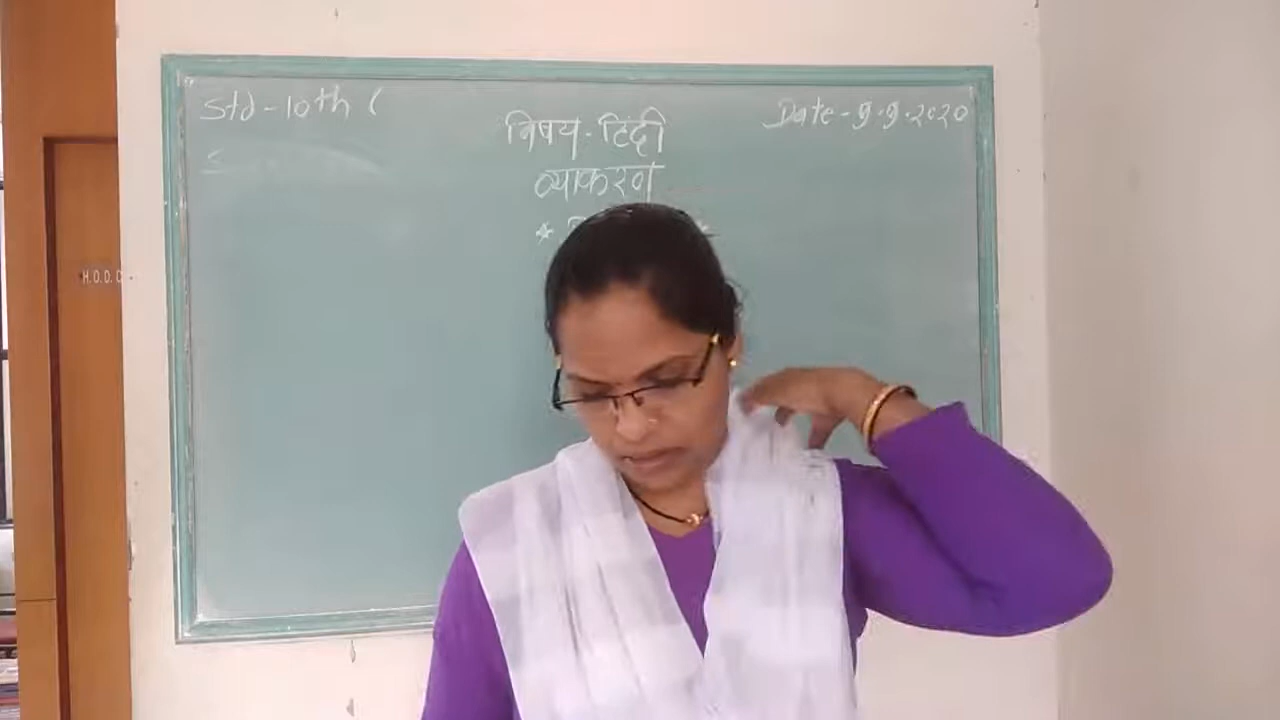 Std - 10th (
Date - 9.9.2020
विषय - हिंदी
व्याकरण
* *
H.O.D.